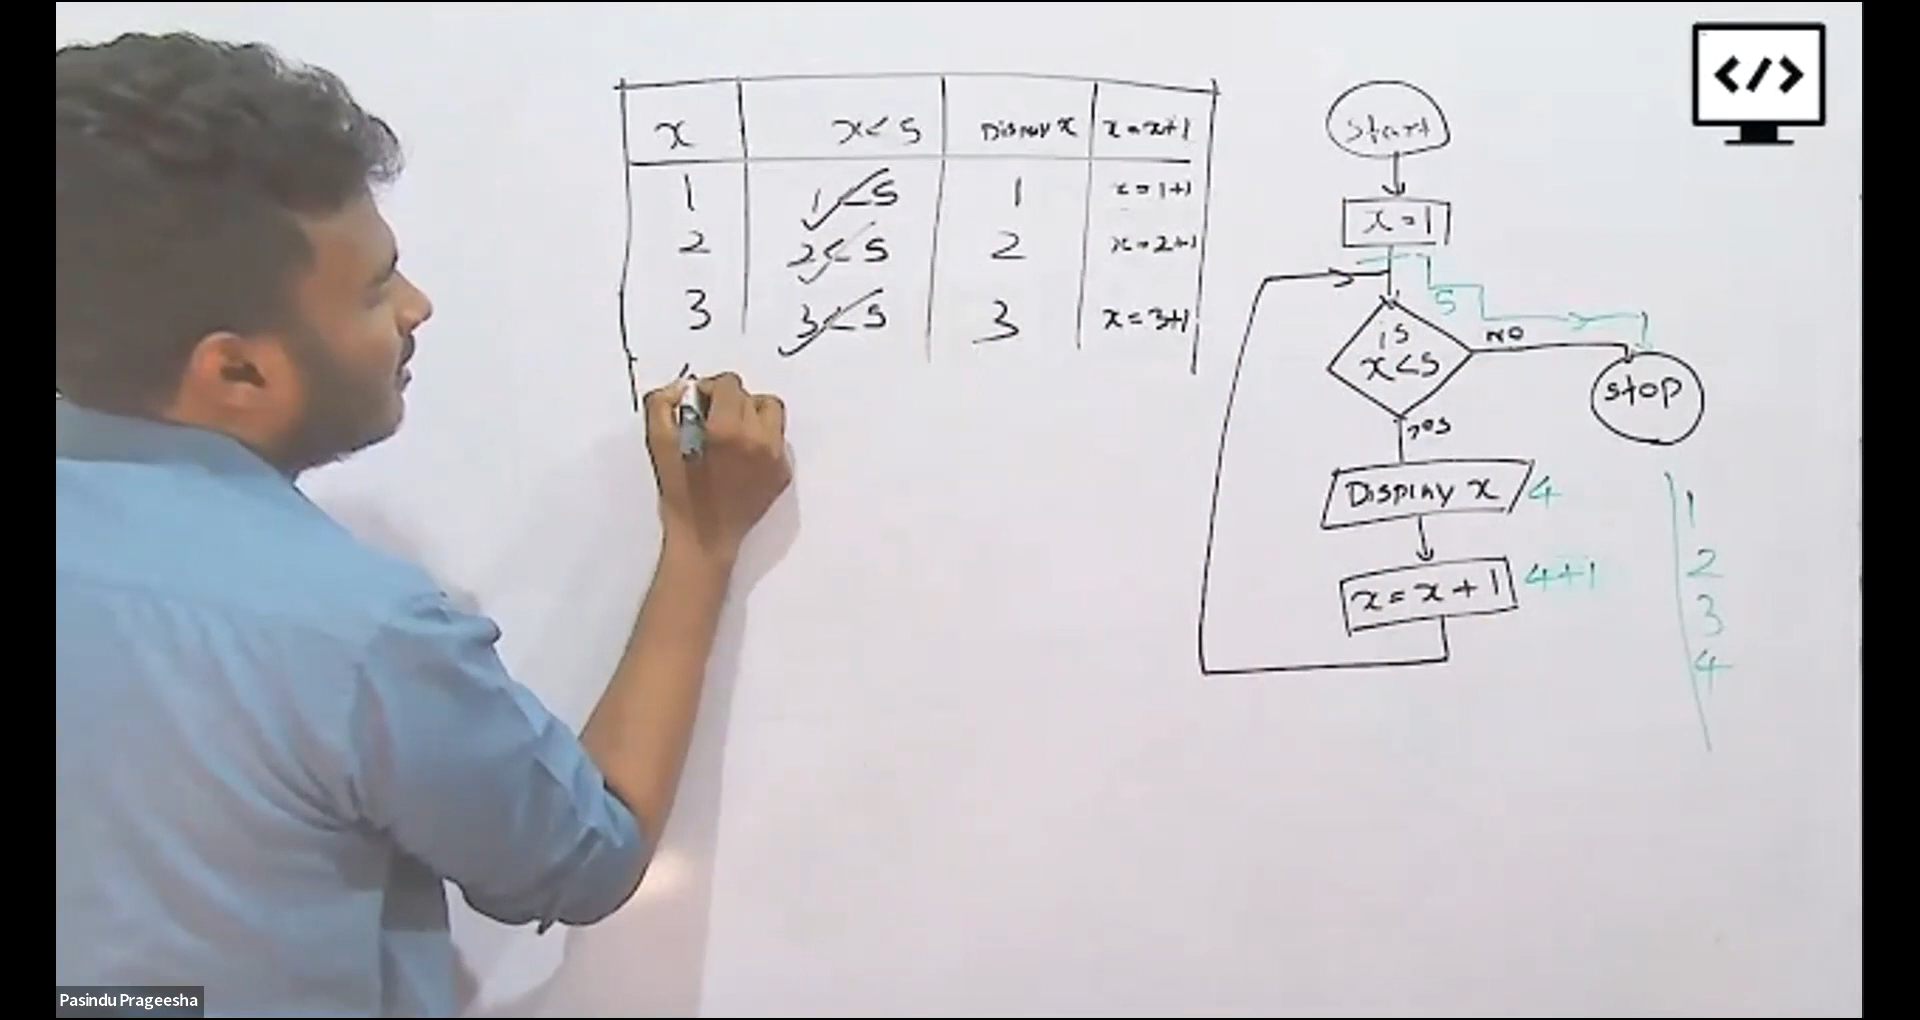 x x<5 Display x x=x+1
1 1<5 1 x=1+1
2 2<5 2 x=2+1
3 3<5 3 x=3+1
</>
Start
x=1
5
is
x<5
NO
stop
yes
Display x 4
x=x+1 4+1
1
2
3
4
Pasindu Prageesha